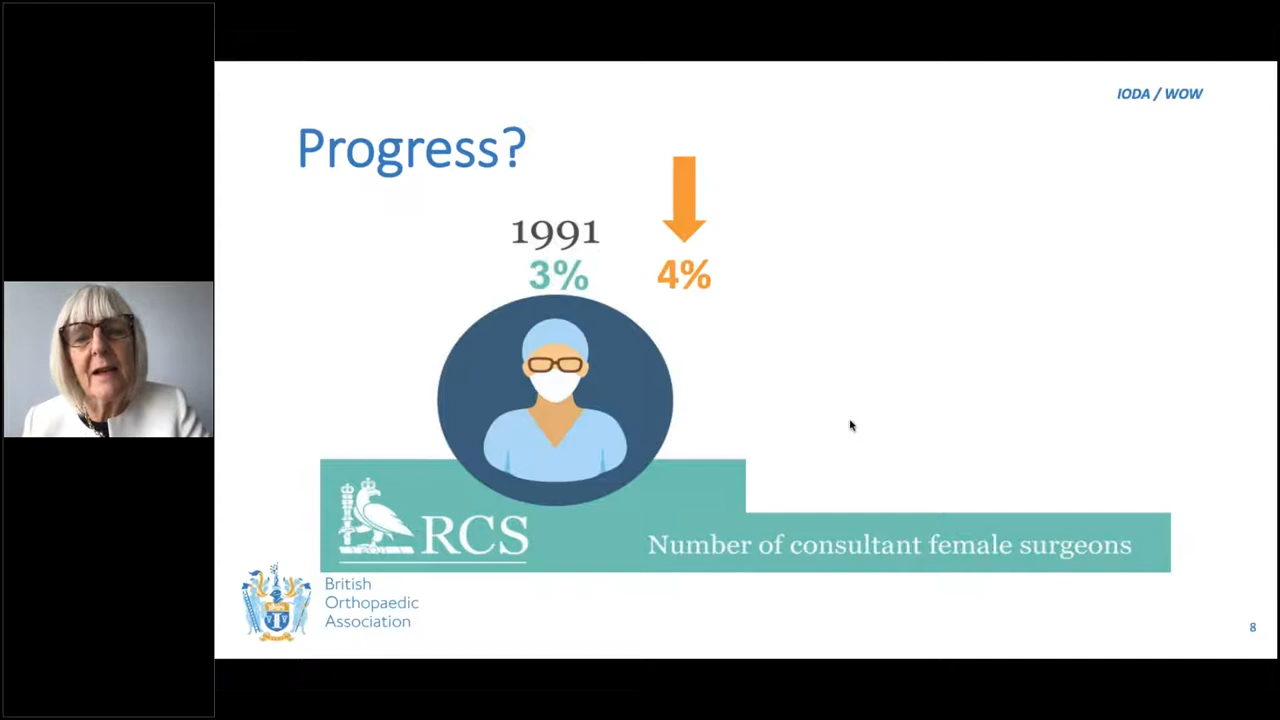 IODA / WOW
Progress?
1991
3%
4%
RCS
Number of consultant female surgeons
British
Orthopaedic
Association
8